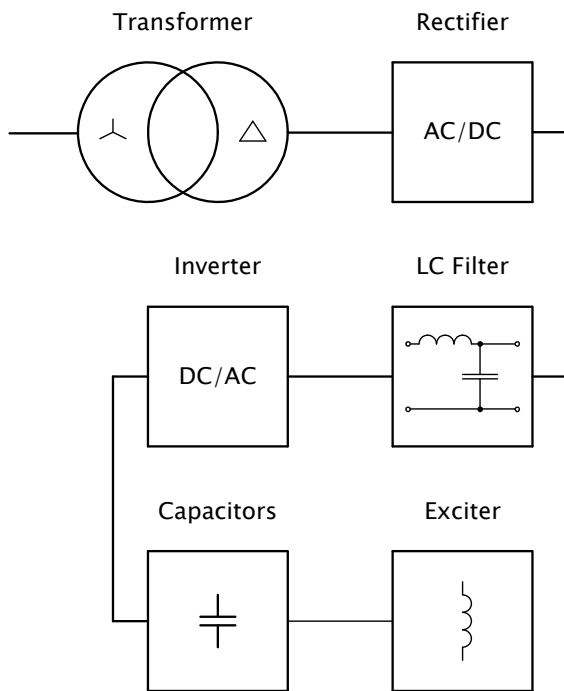 Transformer
Rectifier
AC/DC
Inverter
LC Filter
DC/AC
Capacitors
Exciter